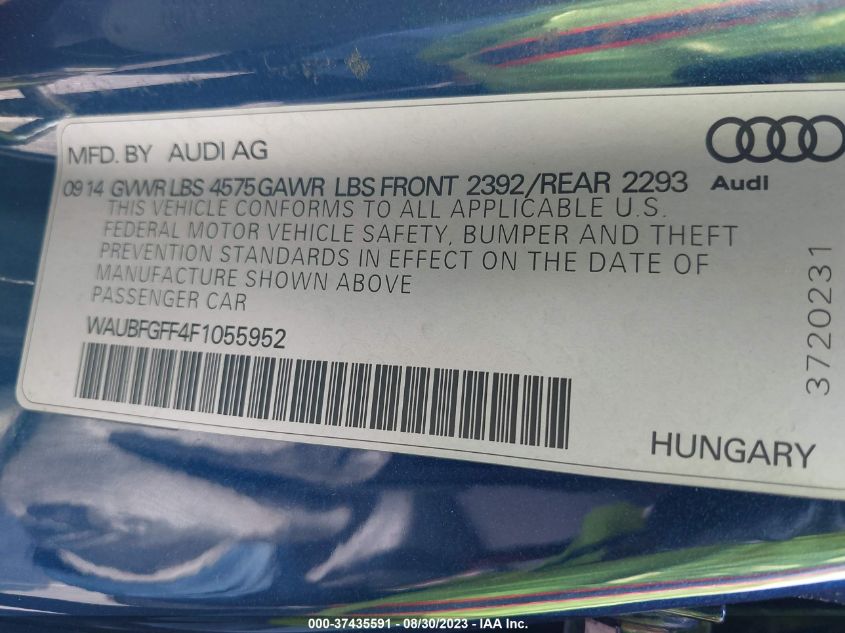 MFD. BY AUDI AG
Audi
09 14 GVWR LBS 4575 GAWR LBS FRONT 2392/REAR 2293
THIS VEHICLE CONFORMS TO ALL APPLICABLE U.S.
FEDERAL MOTOR VEHICLE SAFETY, BUMPER AND THEFT
PREVENTION STANDARDS IN EFFECT ON THE DATE OF
MANUFACTURE SHOWN ABOVE
PASSENGER CAR
WAUBFGFF4F1055952
3720231
HUNGARY
000-37435591 - 08/30/2023 - IAA Inc.